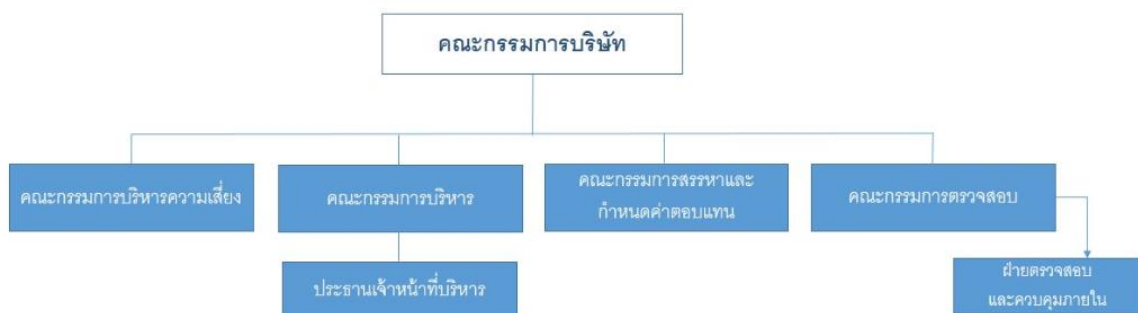 คณะกรรมการบริษัท
คณะกรรมการบริหารความเสี่ยง
คณะกรรมการบริหาร
คณะกรรมการสรรหาและ
กำหนดค่าตอบแทน
คณะกรรมการตรวจสอบ
ประธานเจ้าหน้าที่บริหาร
ฝ่ายตรวจสอบ
และควบคุมภายใน